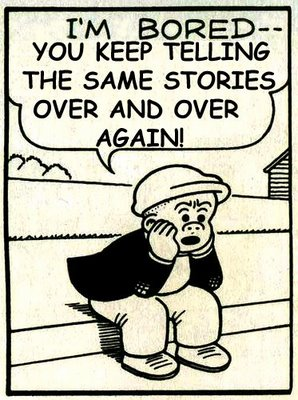 I'M BORED--
YOU KEEP TELLING
THE SAME STORIES
OVER AND OVER
AGAIN!